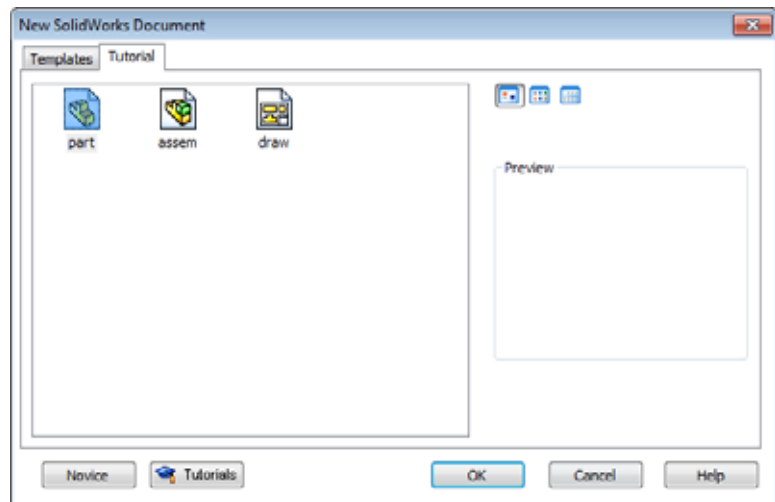 New SolidWorks Document
Templates Tutorial
part assem draw
Preview
Novice Tutorials OK Cancel Help